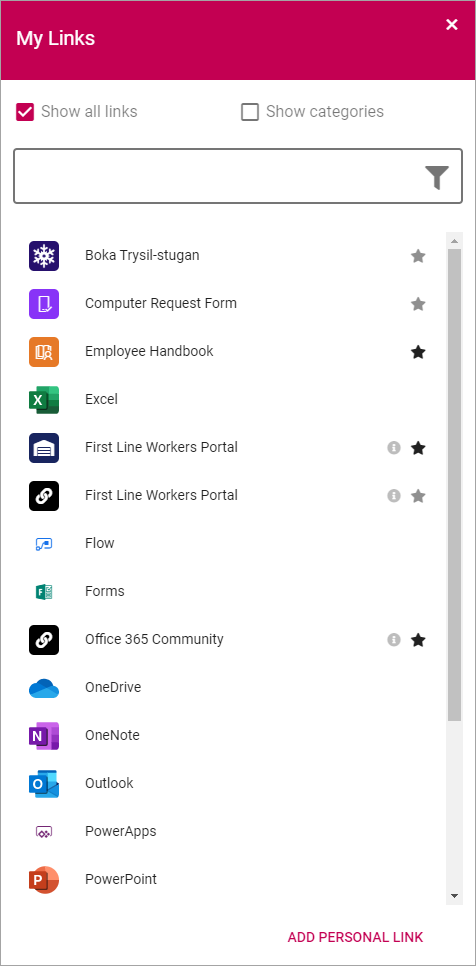 My Links
Show all links Show categories
Boka Trysil-stugan
Computer Request Form
Employee Handbook
Excel
First Line Workers Portal
First Line Workers Portal
Flow
Forms
Office 365 Community
OneDrive
OneNote
Outlook
PowerApps
PowerPoint
ADD PERSONAL LINK